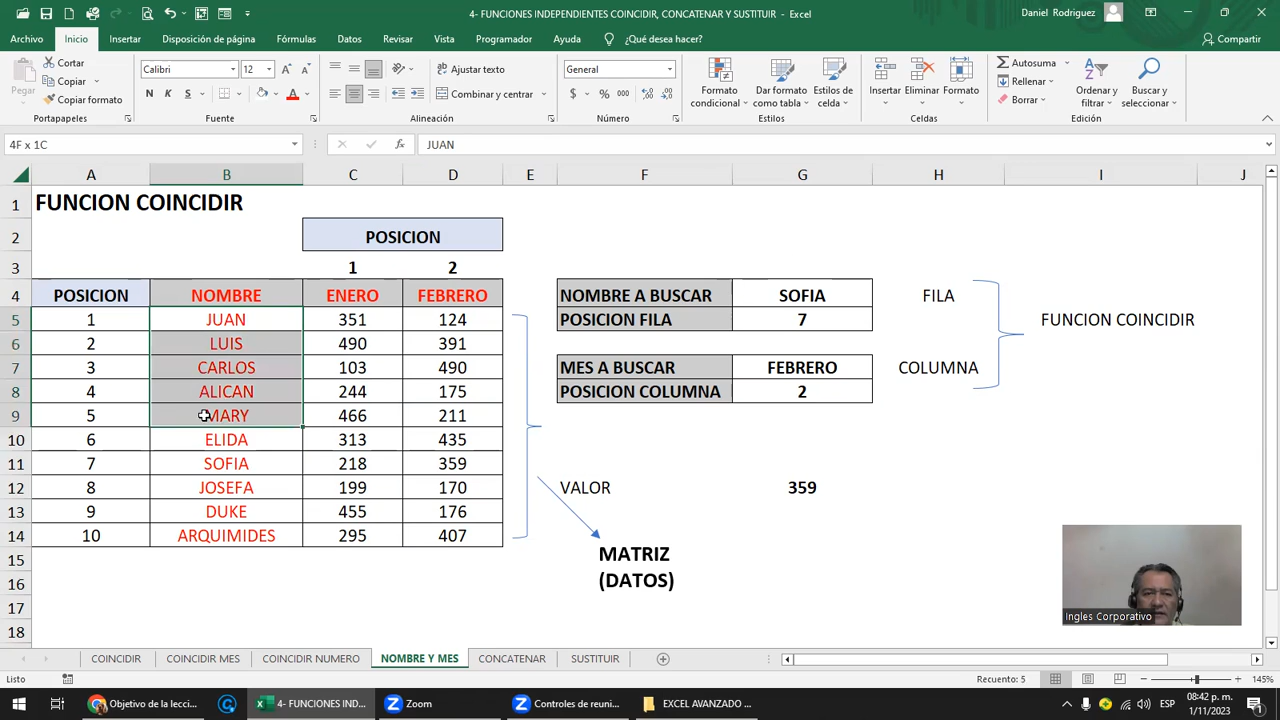 4- FUNCIONES INDEPENDIENTES COINCIDIR, CONCATENAR Y SUSTITUIR - Excel
Daniel Rodriguez
Archivo Inicio Insertar Disposición de página Fórmulas Datos Revisar Vista Programador Ayuda ¿Qué desea hacer? Compartir
Pegar
Cortar
Copiar
Copiar formato
Portapapeles
Calibri 12
N K S
Fuente
Ajustar texto
Combinar y centrar
Alineación
General
$ % 000
Número
Formato condicional
Dar formato como tabla
Estilos de celda
Estilos
Insertar Eliminar Formato
Celdas
Autosuma
Rellenar
Borrar
Ordenar y filtrar
Buscar y seleccionar
Edición
4F x 1C fx JUAN
A B C D E F G H I J
1 FUNCION COINCIDIR
2 POSICION
3 1 2
4 POSICION NOMBRE ENERO FEBRERO NOMBRE A BUSCAR SOFIA FILA
5 1 JUAN 351 124 POSICION FILA 7 FUNCION COINCIDIR
6 2 LUIS 490 391
7 3 CARLOS 103 490 MES A BUSCAR FEBRERO COLUMNA
8 4 ALICAN 244 175 POSICION COLUMNA 2
9 5 MARY 466 211
10 6 ELIDA 313 435
11 7 SOFIA 218 359
12 8 JOSEFA 199 170 VALOR 359
13 9 DUKE 455 176
14 10 ARQUIMIDES 295 407
MATRIZ
(DATOS)
15
16
17
18
Ingles Corporativo
COINCIDIR COINCIDIR MES COINCIDIR NUMERO NOMBRE Y MES CONCATENAR SUSTITUIR
Listo Recuento: 5 145%
Objetivo de la lecci... 4- FUNCIONES IND... Zoom Controles de reuni... EXCEL AVANZADO ... ESP 08:42 p. m.
1/11/2023